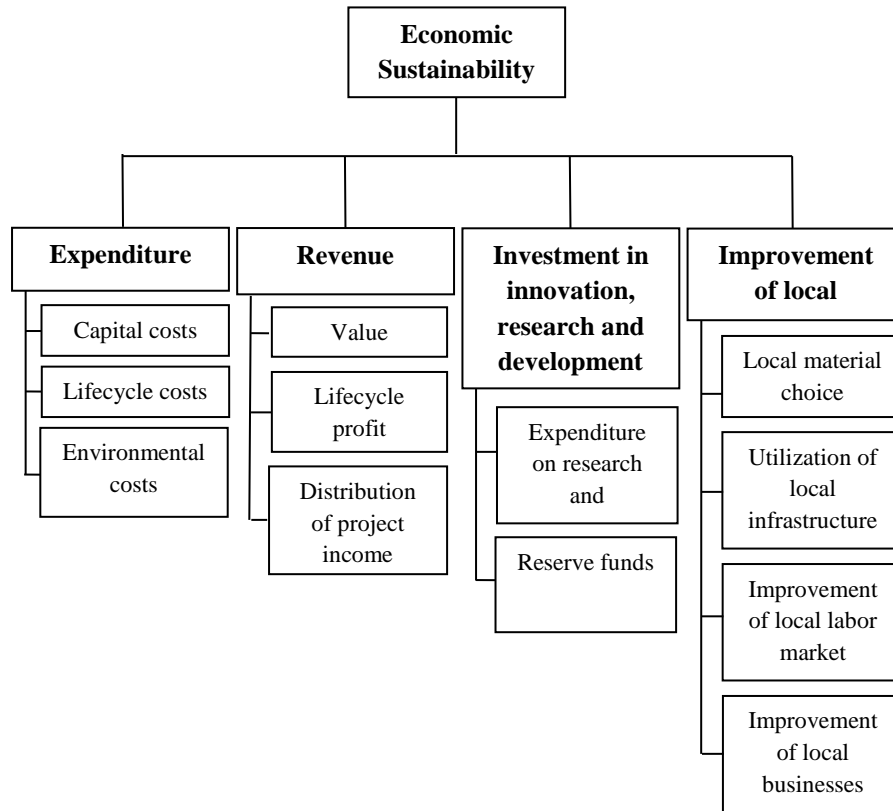 Economic
Sustainability
Expenditure
Capital costs
Lifecycle costs
Environmental
costs
Revenue
Value
Lifecycle
profit
Distribution
of project
income
Investment in
innovation,
research and
development
Expenditure
on research
and
Reserve funds
Improvement
of local
Local material
choice
Utilization of
local
infrastructure
Improvement
of local labor
market
Improvement
of local
businesses